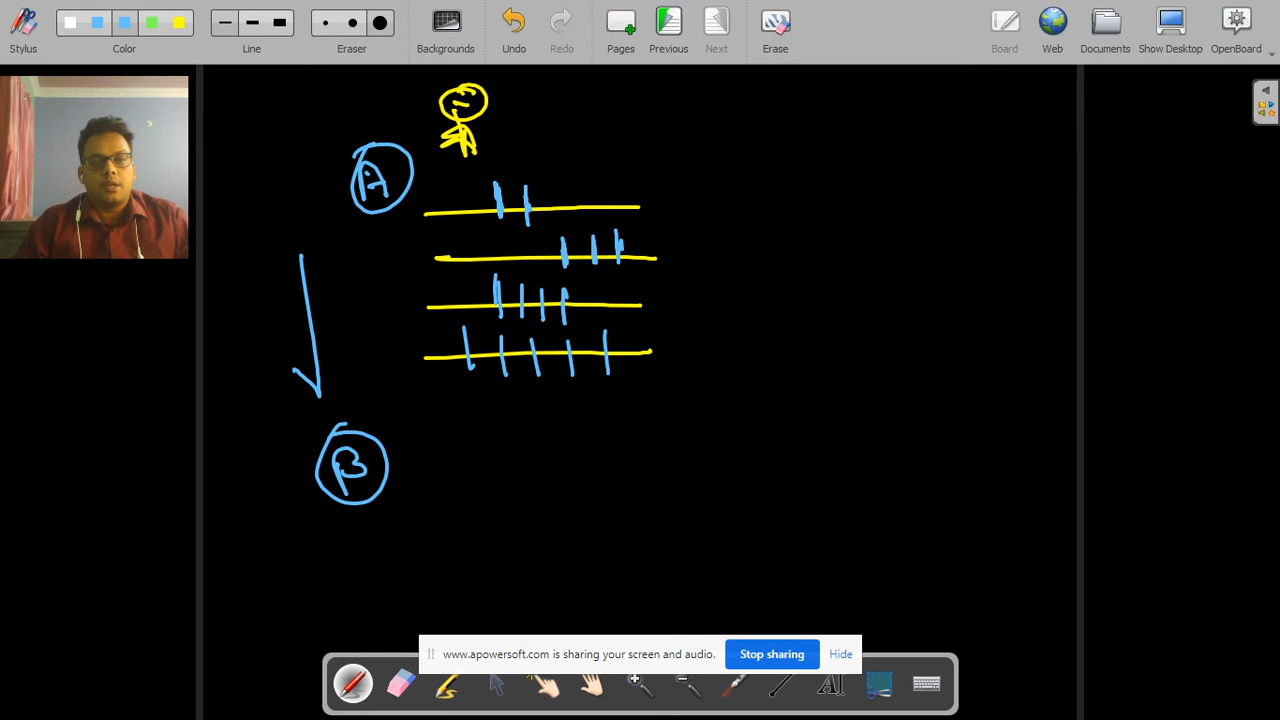 Stylus
Color
Line
Eraser
Backgrounds
Undo
Redo
Pages
Previous
Next
Erase
Board
Web
Documents
Show Desktop
OpenBoard
A
B
www.apowersoft.com is sharing your screen and audio.
Stop sharing
Hide
AI